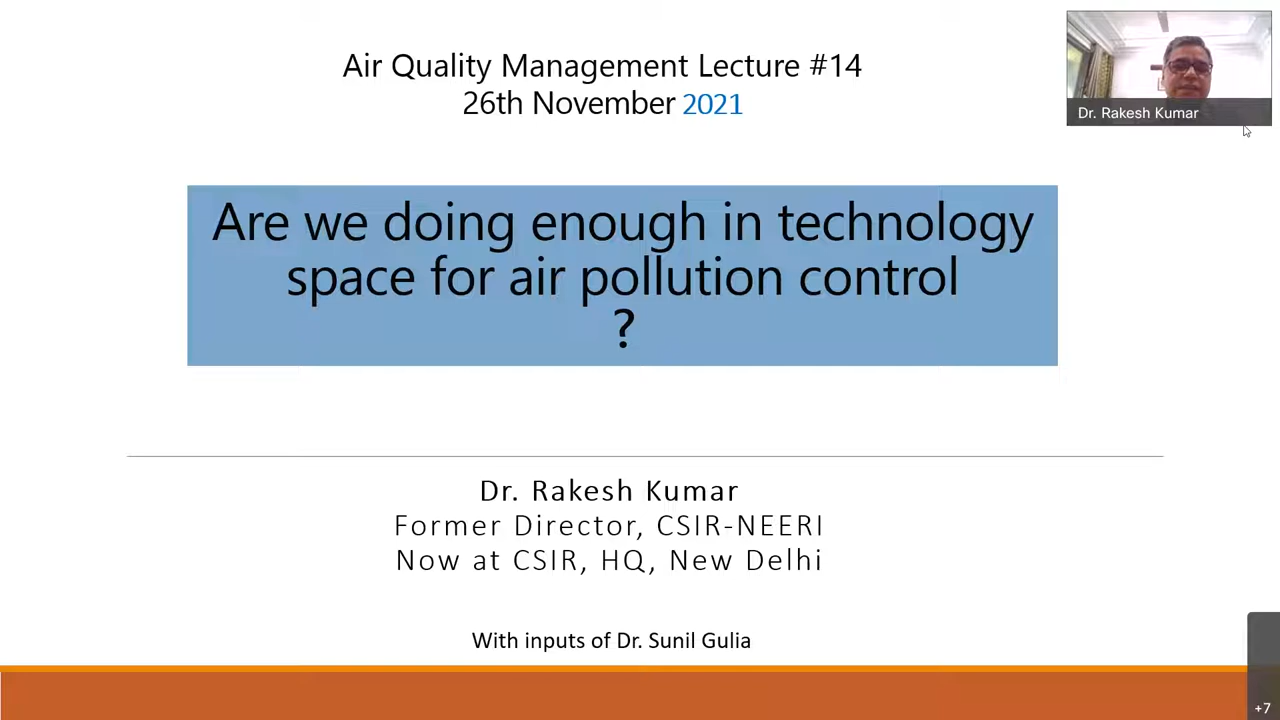 Air Quality Management Lecture #14
26th November 2021
Dr. Rakesh Kumar
Are we doing enough in technology
space for air pollution control
?
Dr. Rakesh Kumar
Former Director, CSIR-NEERI
Now at CSIR, HQ, New Delhi
With inputs of Dr. Sunil Gulia
+7